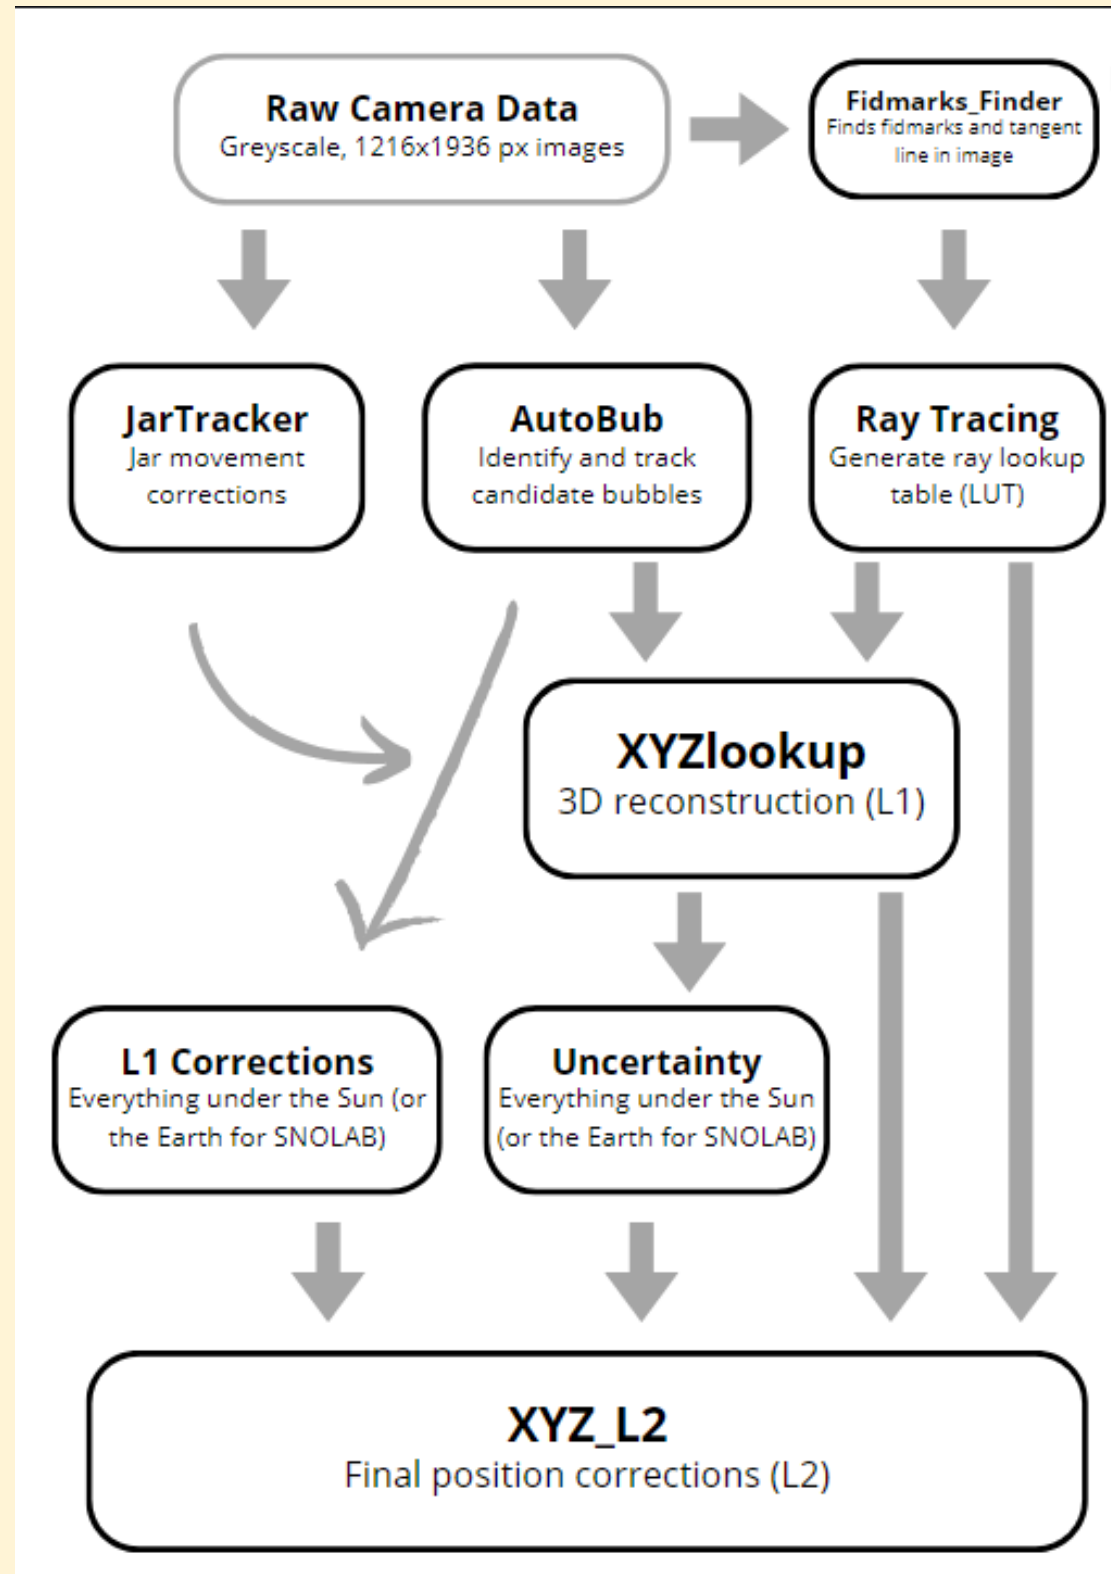 Raw Camera Data
Greyscale, 1216x1936 px images
Fidmarks_Finder
Finds fidmarks and tangent
line in image
JarTracker
Jar movement
corrections
AutoBub
Identify and track
candidate bubbles
Ray Tracing
Generate ray lookup
table (LUT)
XYZlookup
3D reconstruction (L1)
L1 Corrections
Everything under the Sun (or
the Earth for SNOLAB)
Uncertainty
Everything under the Sun
(or the Earth for SNOLAB)
XYZ_L2
Final position corrections (L2)